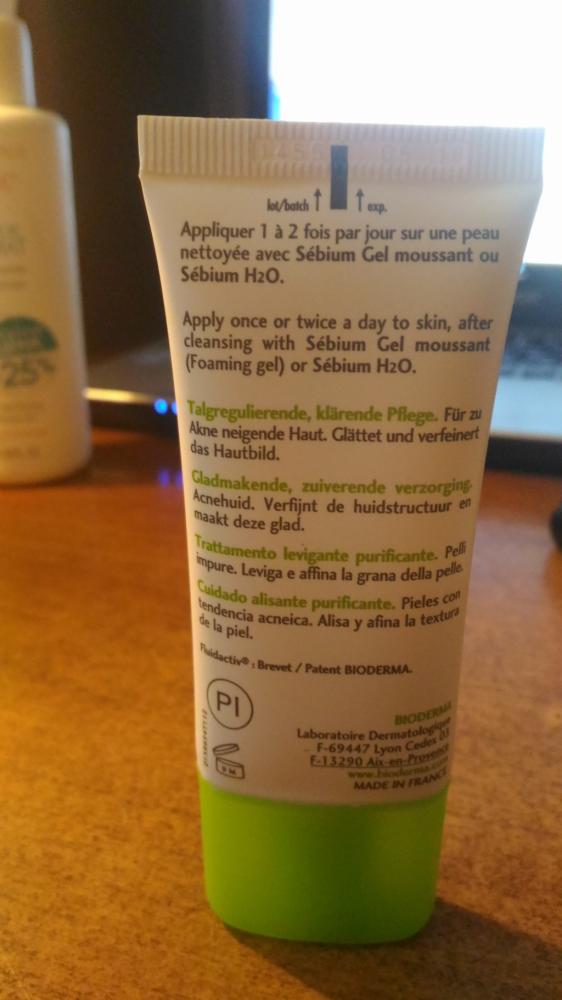 lot/batch
exp.
Appliquer 1 à 2 fois par jour sur une peau
nettoyée avec Sébium Gel moussant ou
Sébium H2O.
Apply once or twice a day to skin, after
cleansing with Sébium Gel moussant
(Foaming gel) or Sébium H2O.
Talgregulierende, klärende Pflege. Für zu
Akne neigende Haut. Glättet und verfeinert
das Hautbild.
Gladmakende, zuiverende verzorging.
Acnehuid. Verfijnt de huidstructuur en
maakt deze glad.
Trattamento levigante purificante. Pelli
impure. Leviga e affina la grana della pelle.
Cuidado alisante purificante. Pieles con
tendencia acneica. Alisa y afina la textura
de la piel.
Fluidactiv® : Brevet / Patent BIODERMA.
PI
BIODERMA
Laboratoire Dermatologique
F-69447 Lyon Cedex 03
F-13290 Aix-en-Provence
www.bioderma.com
MADE IN FRANCE
25%